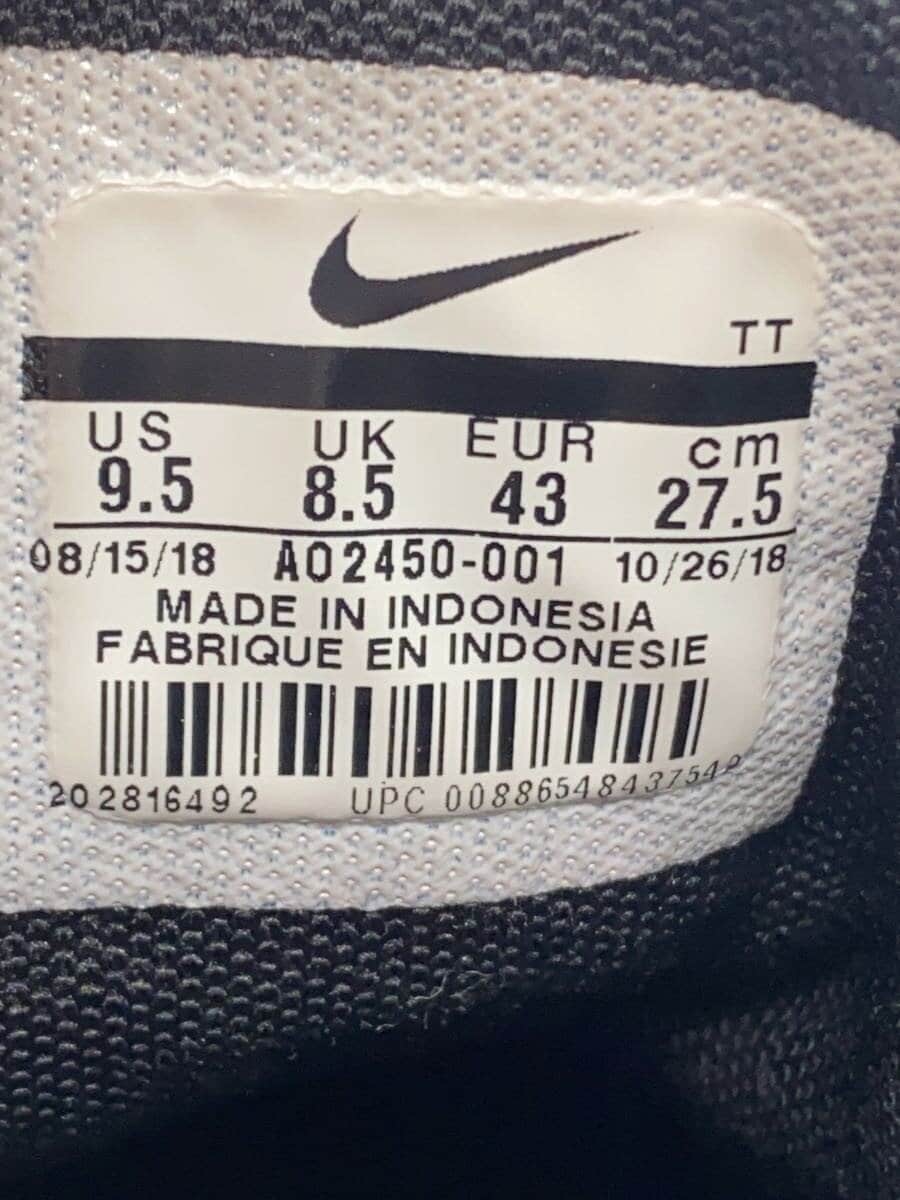 TT
US UK EUR cm
9.5 8.5 43 27.5
08/15/18 AO2450-001 10/26/18
MADE IN INDONESIA
FABRIQUE EN INDONESIE
202816492 UPC 00886548437542